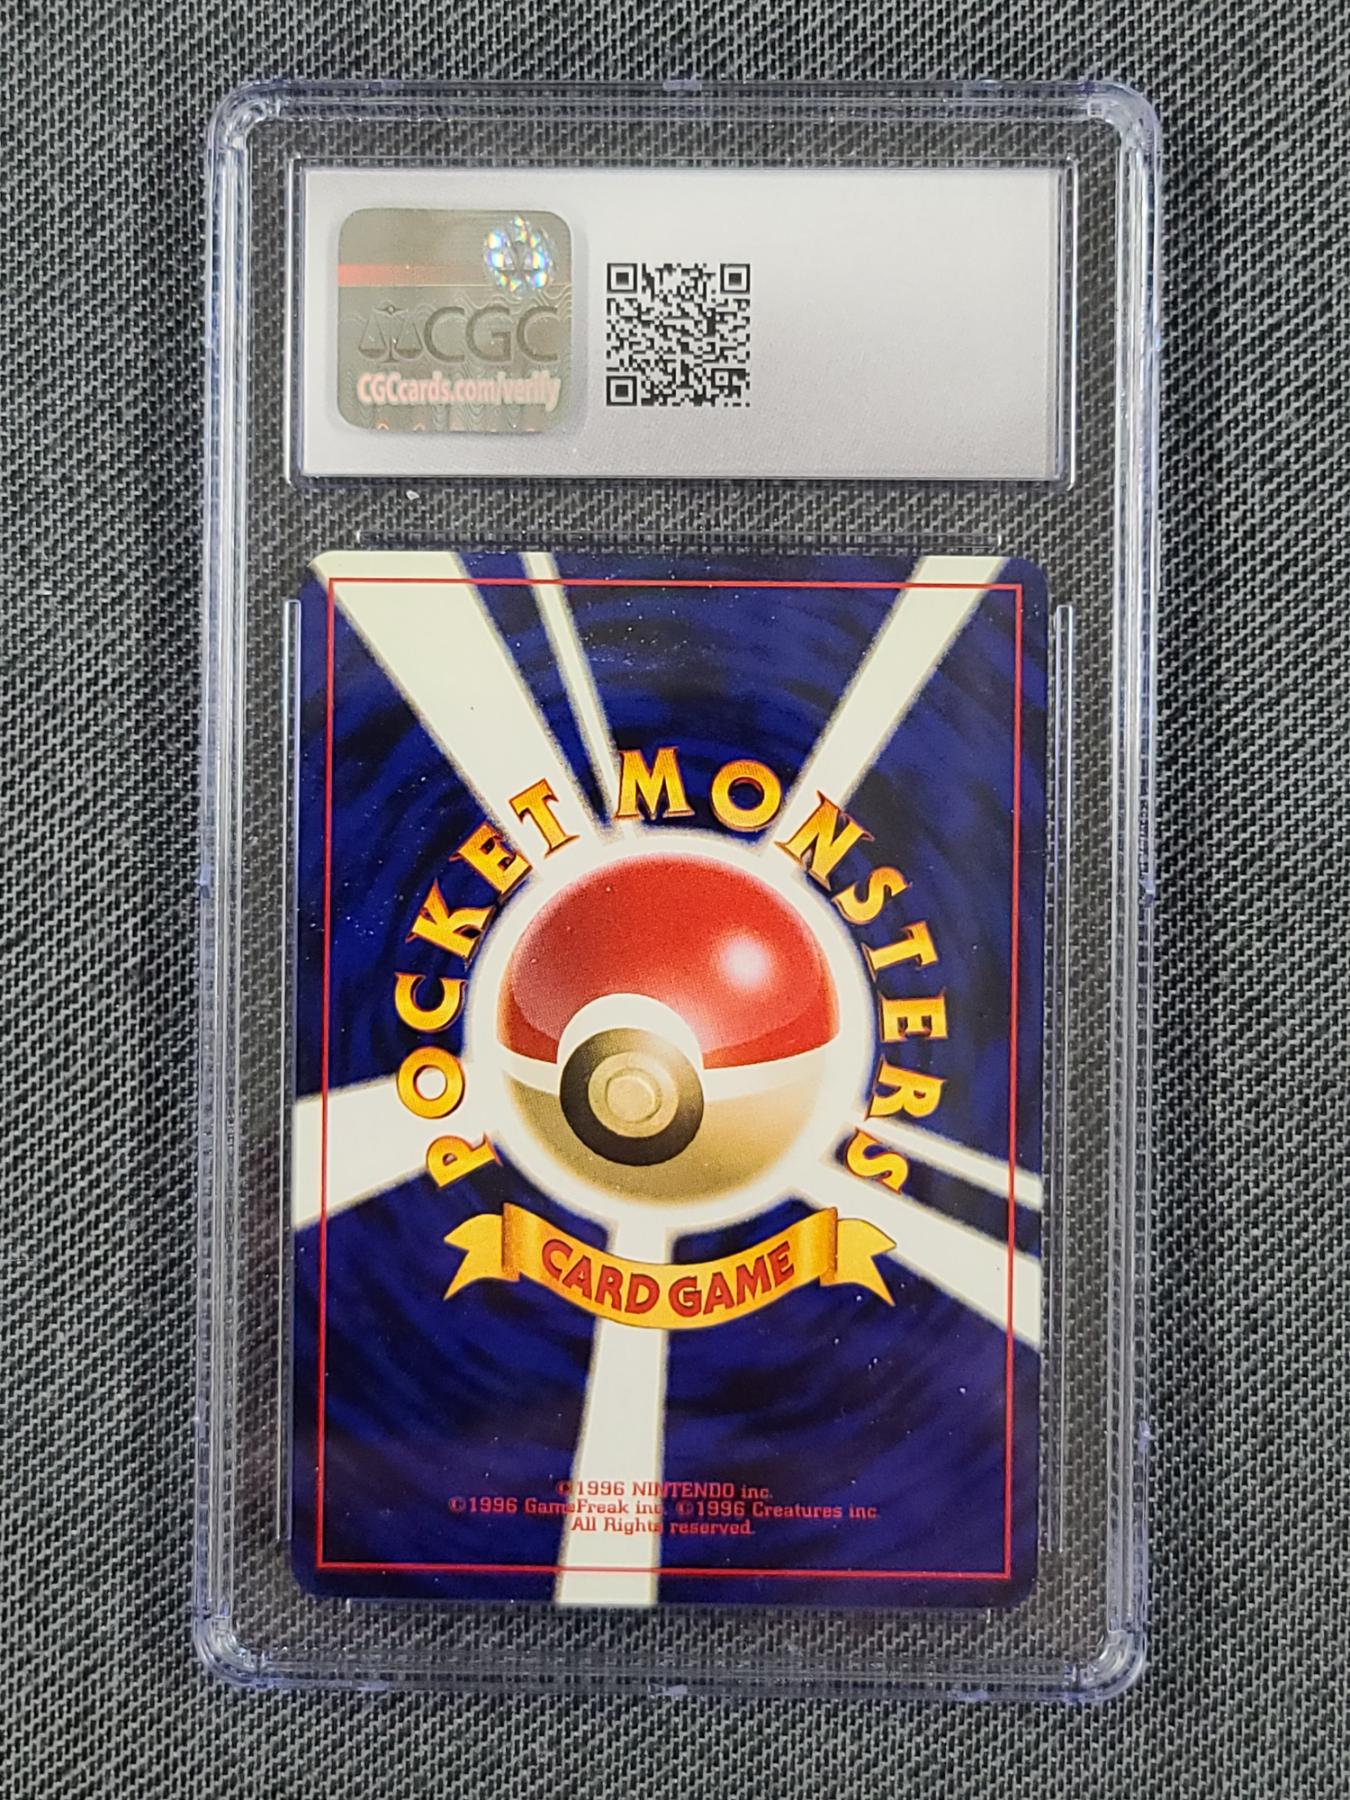 CGC
CGCcards.com/verify
POCKET MONSTERS
CARD GAME
©1996 NINTENDO inc.
©1996 GameFreak inc. ©1996 Creatures inc.
All Rights reserved.